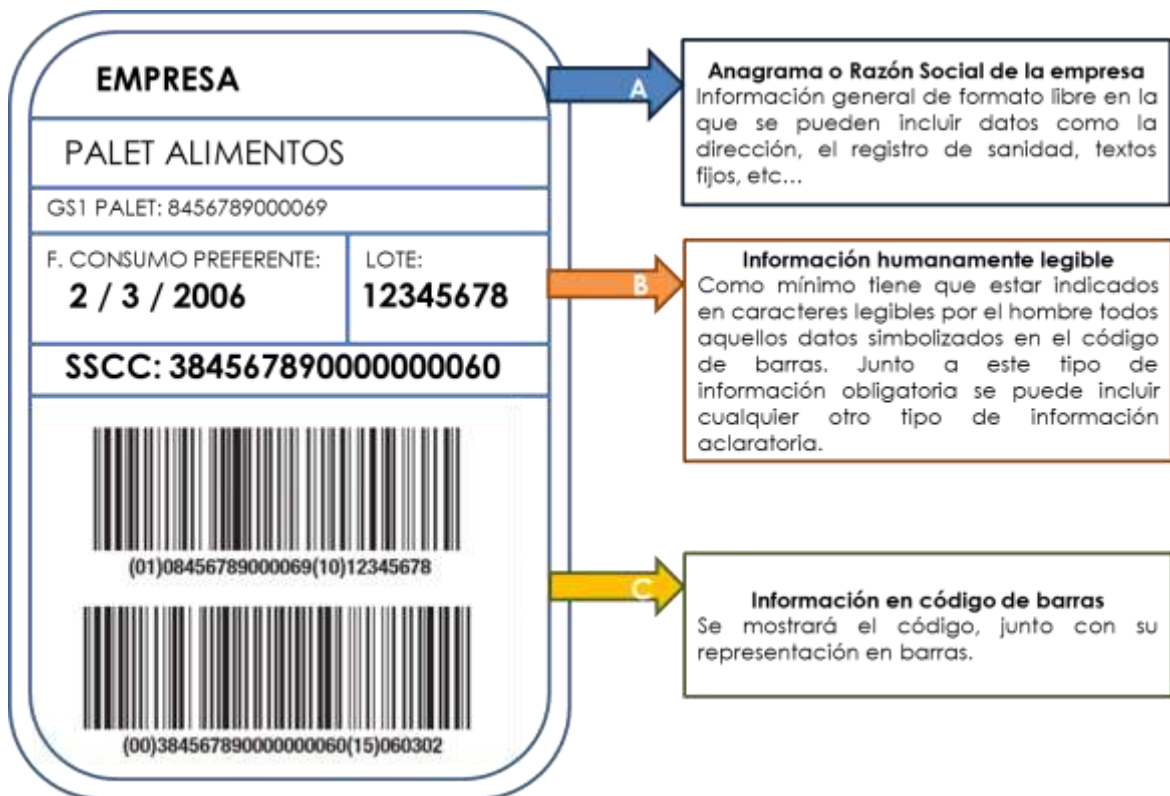 EMPRESA
PALET ALIMENTOS
GS1 PALET: 8456789000069
F. CONSUMO PREFERENTE:
2 / 3 / 2006
LOTE:
12345678
SSCC: 384567890000000060
(01)08456789000069(10)12345678
(00)384567890000000060(15)060302
A
Anagrama o Razón Social de la empresa
Información general de formato libre en la
que se pueden incluir datos como la
dirección, el registro de sanidad, textos
fijos, etc...
B
Información humanamente legible
Como mínimo tiene que estar indicados
en caracteres legibles por el hombre todos
aquellos datos simbolizados en el código
de barras. Junto a este tipo de
información obligatoria se puede incluir
cualquier otro tipo de información
aclaratoria.
C
Información en código de barras
Se mostrará el código, junto con su
representación en barras.